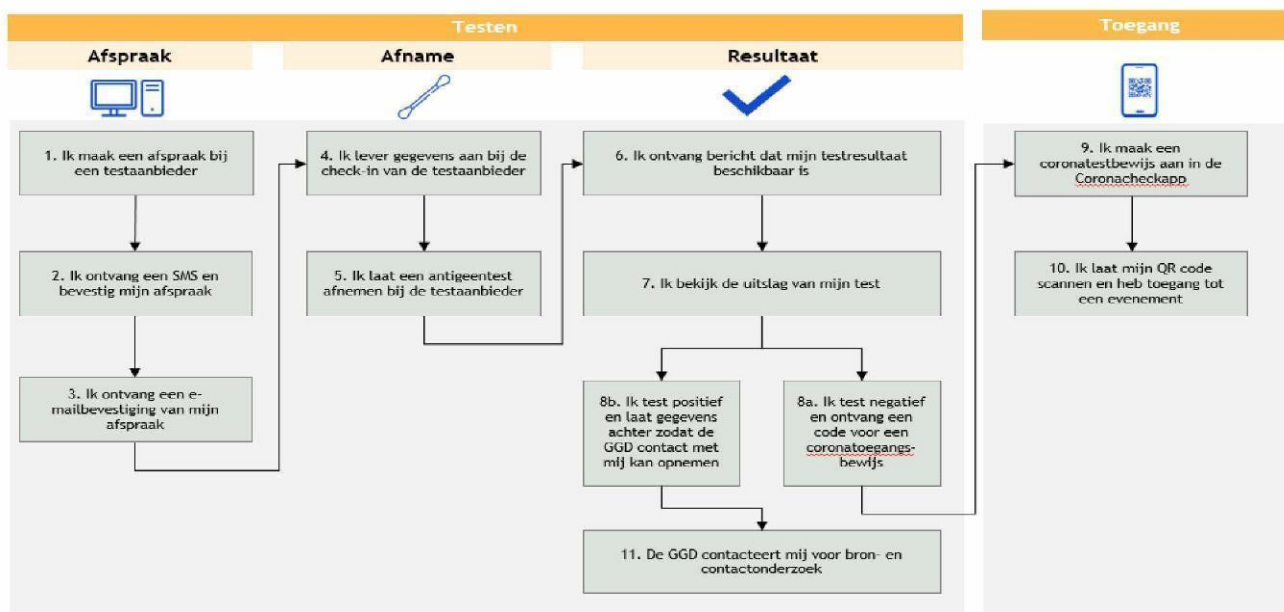 Testen
Toegang
Afspraak
Afname
Resultaat
1. Ik maak een afspraak bij
een testaanbieder
2. Ik ontvang een SMS en
bevestig mijn afspraak
3. Ik ontvang een e-
mailbevestiging van mijn
afspraak
4. Ik lever gegevens aan bij de
check-in van de testaanbieder
5. Ik laat een antigeentest
afnemen bij de testaanbieder
6. Ik ontvang bericht dat mijn testresultaat
beschikbaar is
7. Ik bekijk de uitslag van mijn test
8b. Ik test positief
en laat gegevens
achter zodat de
GGD contact met
mij kan opnemen
8a. Ik test negatief
en ontvang een
code voor een
coronatoegangs-
bewijs
11. De GGD contacteert mij voor bron- en
contactonderzoek
9. Ik maak een
coronatestbewijs aan in de
Coronacheckapp
10. Ik laat mijn QR code
scannen en heb toegang tot
een evenement